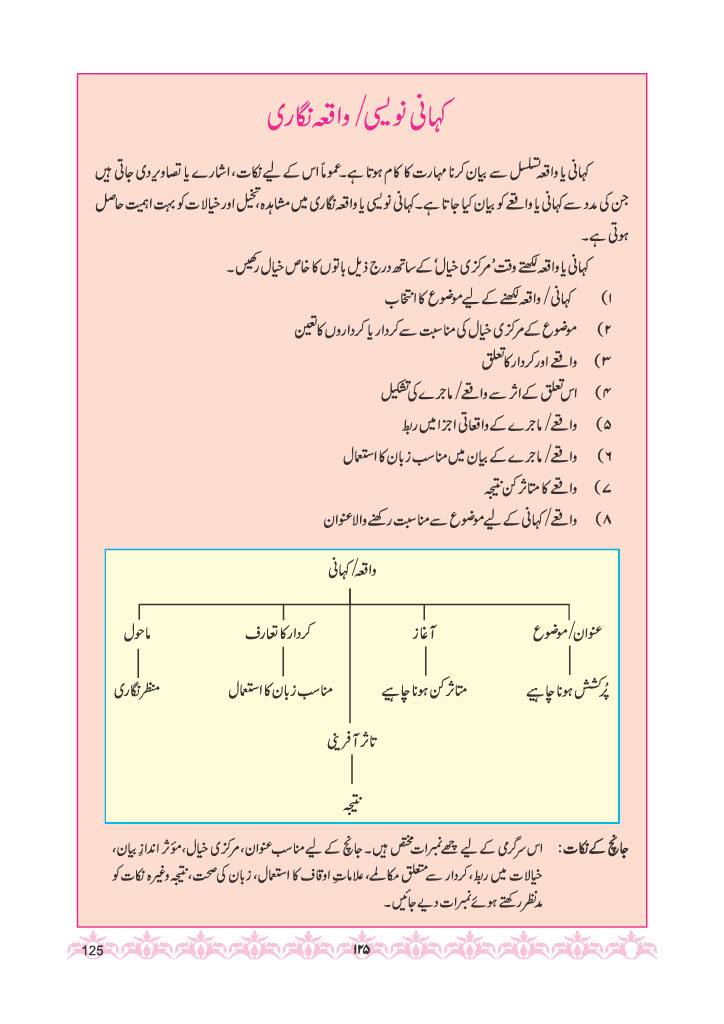 کہانی نویسی/ واقعہ نگاری
کہانی یا واقعہ تسلسل سے بیان کرنا مہارت کا کام ہوتا ہے۔ عموماً اس کے لیے نکات، اشارے یا تصاویر دی جاتی ہیں
جن کی مدد سے کہانی یا واقعے کو بیان کیا جاتا ہے۔ کہانی نویسی یا واقعہ نگاری میں مشاہدہ، تخیل اور خیالات کو بہت اہمیت حاصل
ہوتی ہے۔
کہانی یا واقعہ لکھتے وقت ’مرکزی خیال‘ کے ساتھ درج ذیل باتوں کا خاص خیال رکھیں۔
۱) کہانی/ واقعہ لکھنے کے لیے موضوع کا انتخاب
۲) موضوع کے مرکزی خیال کی مناسبت سے کردار یا کرداروں کا تعین
۳) واقعے اور کردار کا تعلق
۴) اس تعلق کے اثر سے واقعے/ ماجرے کی تشکیل
۵) واقعے/ ماجرے کے واقعاتی اجزا میں ربط
۶) واقعے/ ماجرے کے بیان میں مناسب زبان کا استعمال
۷) واقعے کا متاثر کن نتیجہ
۸) واقعے/ کہانی کے لیے موضوع سے مناسبت رکھنے والا عنوان
واقعہ/ کہانی
عنوان/ موضوع آغاز کردار کا تعارف ماحول
پُرکشش ہونا چاہیے متاثر کن ہونا چاہیے مناسب زبان کا استعمال منظر نگاری
تاثر آفرینی
نتیجہ
جانچ کے نکات: اس سرگرمی کے لیے چھے نمبرات مختص ہیں۔ جانچ کے لیے مناسب عنوان، مرکزی خیال، مؤثر اندازِ بیان،
خیالات میں ربط، کردار سے متعلق مکالمے، علاماتِ اوقاف کا استعمال، زبان کی صحت، نتیجہ وغیرہ نکات کو
مدنظر رکھتے ہوئے نمبرات دیے جائیں۔
125 ۱۲۵